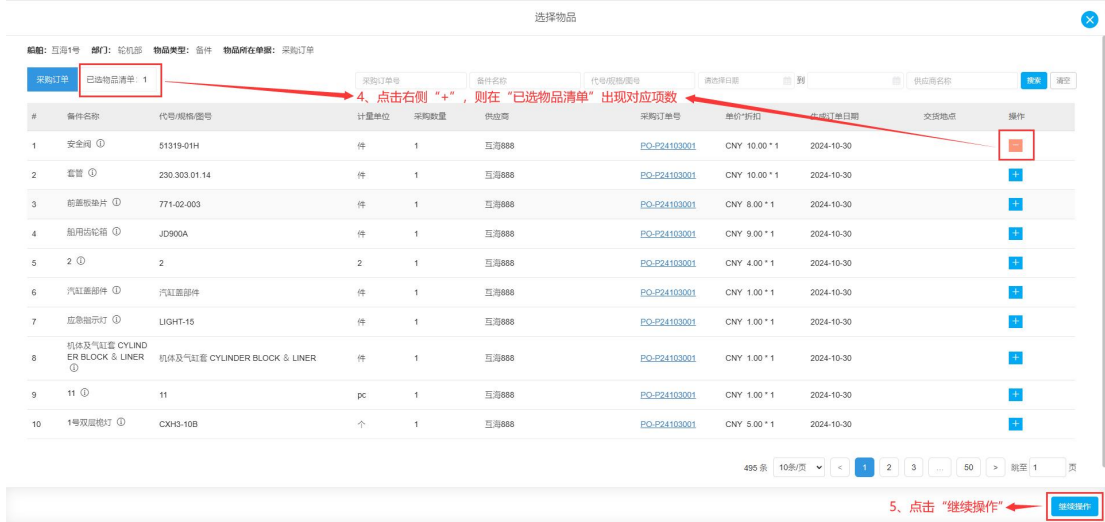 选择物品
船舶：互海1号 部门：轮机部 物品类型：备件 物品所在单据：采购订单
采购订单 已选物品清单：1 采购订单号 备件名称 代号/规格/图号 请选择日期 到 供应商名称 搜索 清空
4、点击右侧“+”，则在“已选物品清单”出现对应项数
# 备件名称 代号/规格/图号 计量单位 采购数量 供应商 采购订单号 单价*折扣 生成订单日期 交货地点 操作
1 安全阀 51319-01H 件 1 互海888 PO-P24103001 CNY 10.00 * 1 2024-10-30
2 套管 230.303.01.14 件 1 互海888 PO-P24103001 CNY 10.00 * 1 2024-10-30
3 前盖板垫片 771-02-003 件 1 互海888 PO-P24103001 CNY 8.00 * 1 2024-10-30
4 船用齿轮箱 JD900A 件 1 互海888 PO-P24103001 CNY 9.00 * 1 2024-10-30
5 2 2 2 1 互海888 PO-P24103001 CNY 4.00 * 1 2024-10-30
6 汽缸盖部件 汽缸盖部件 件 1 互海888 PO-P24103001 CNY 1.00 * 1 2024-10-30
7 应急指示灯 LIGHT-15 件 1 互海888 PO-P24103001 CNY 1.00 * 1 2024-10-30
机体及气缸套 CYLIND
8 ER BLOCK & LINER 机体及气缸套 CYLINDER BLOCK & LINER 件 1 互海888 PO-P24103001 CNY 1.00 * 1 2024-10-30
9 11 11 pc 1 互海888 PO-P24103001 CNY 1.00 * 1 2024-10-30
10 1号双层桅灯 CXH3-10B 个 1 互海888 PO-P24103001 CNY 5.00 * 1 2024-10-30
495 条 10条/页 < 1 2 3 ... 50 > 跳至 1 页
5、点击“继续操作” 继续操作